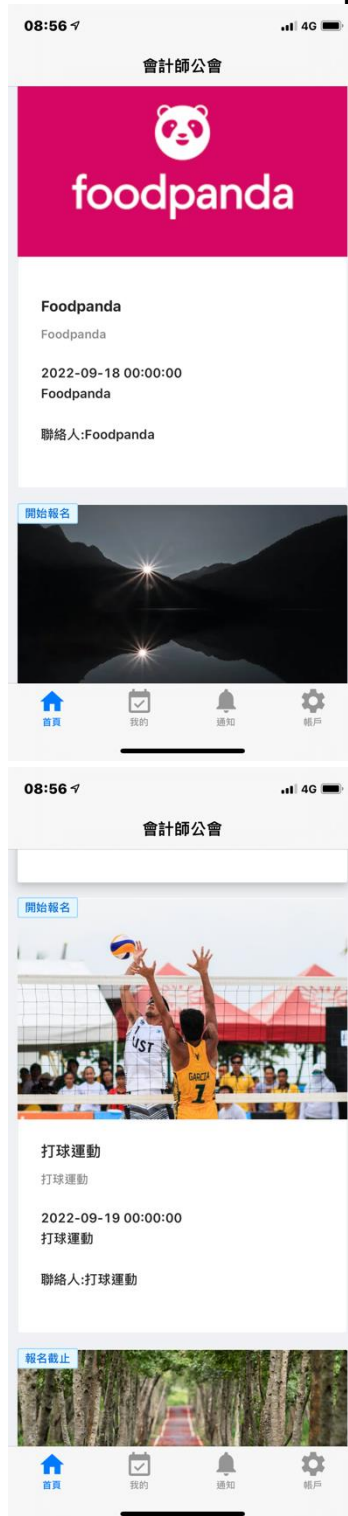 08:56
4G
會計師公會
foodpanda
Foodpanda
Foodpanda
2022-09-18 00:00:00
Foodpanda
聯絡人:Foodpanda
開始報名
首頁 我的 通知 帳戶
08:56
4G
會計師公會
開始報名
UST
GARCIA
7
打球運動
打球運動
2022-09-19 00:00:00
打球運動
聯絡人:打球運動
報名截止
首頁 我的 通知 帳戶